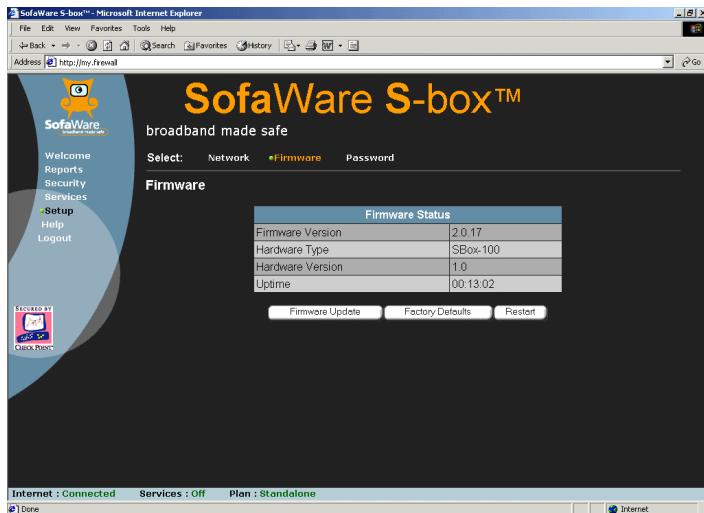 SofaWare S-box™ - Microsoft Internet Explorer
File Edit View Favorites Tools Help
Back Search Favorites History
Address http://my.firewall Go
SofaWare
broadband made safe
SofaWare S-box™
broadband made safe
Welcome
Reports
Security
Services
Setup
Help
Logout
Select: Network Firmware Password
Firmware
Firmware Status
Firmware Version 2.0.17
Hardware Type SBox-100
Hardware Version 1.0
Uptime 00:13:02
Firmware Update Factory Defaults Restart
SECURED BY
CHECK POINT
Internet : Connected Services : Off Plan : Standalone
Done Internet